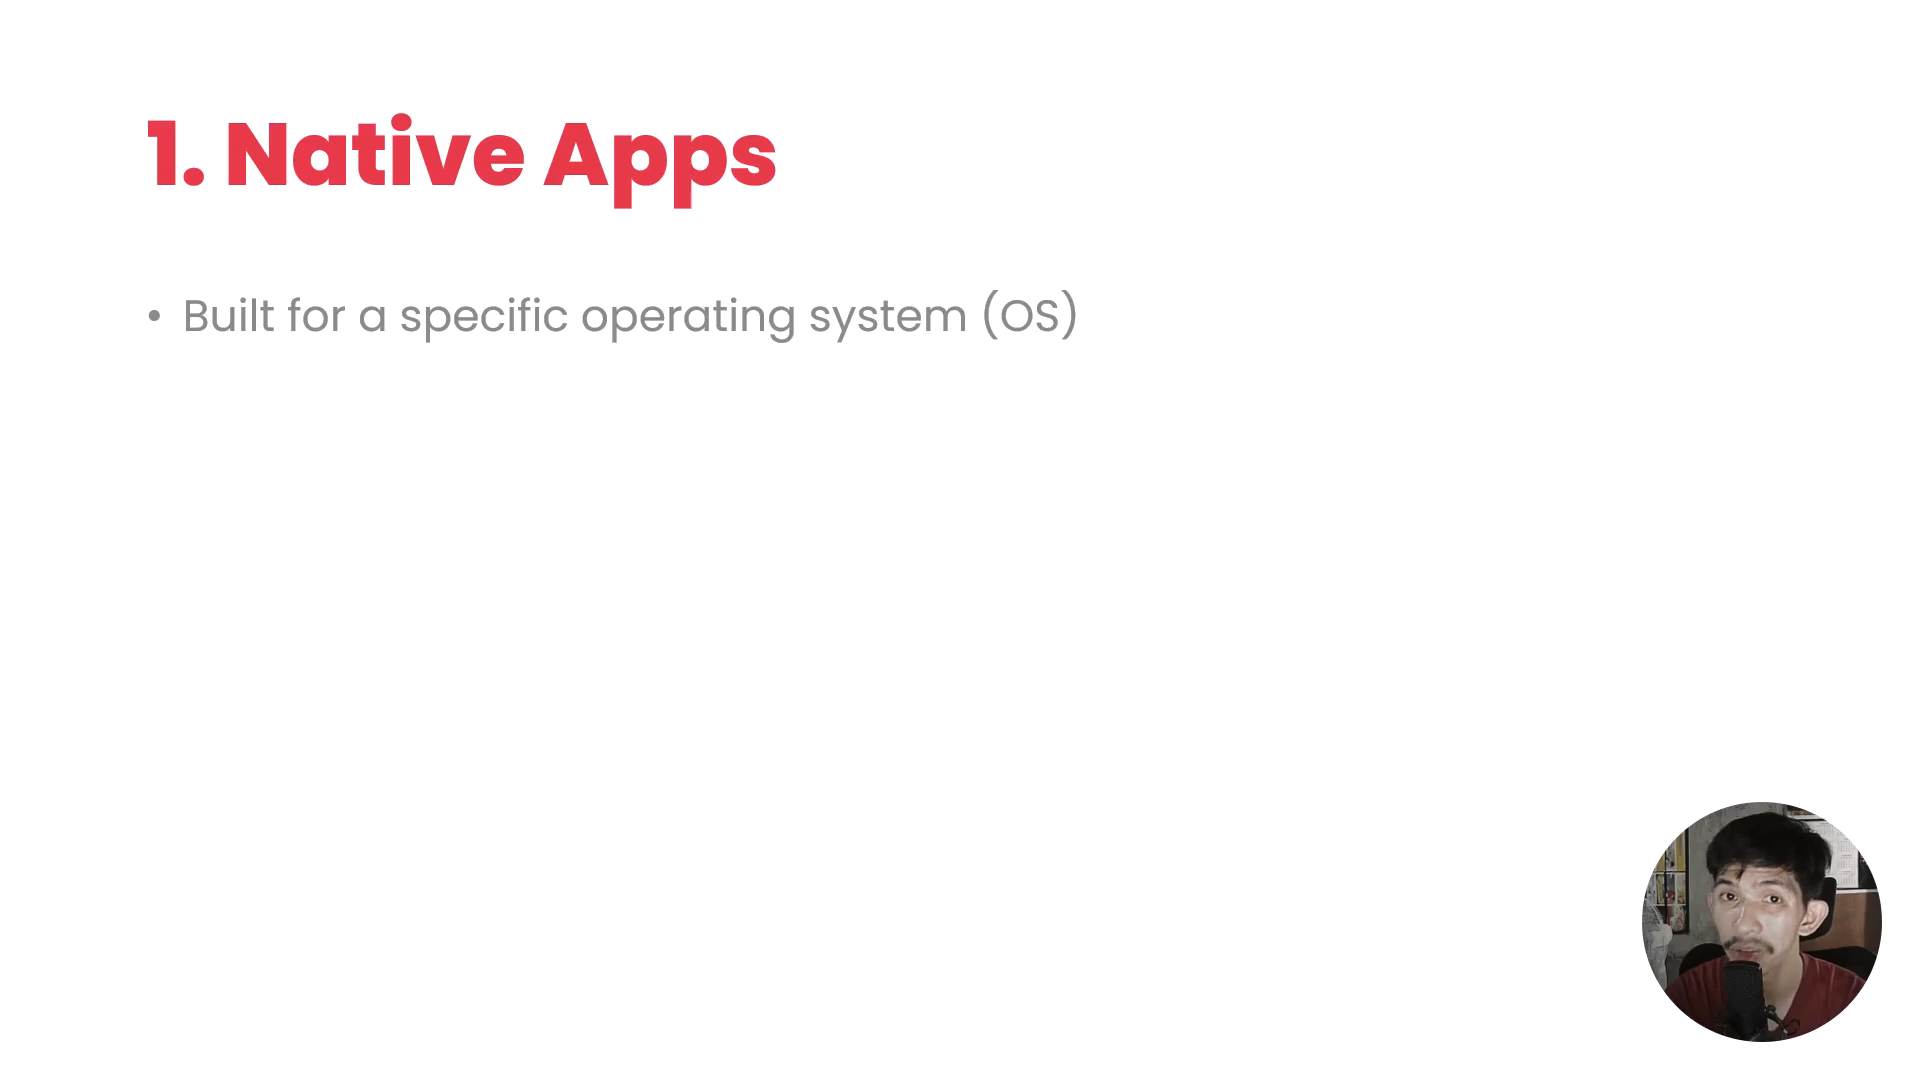 1. Native Apps
• Built for a specific operating system (OS)